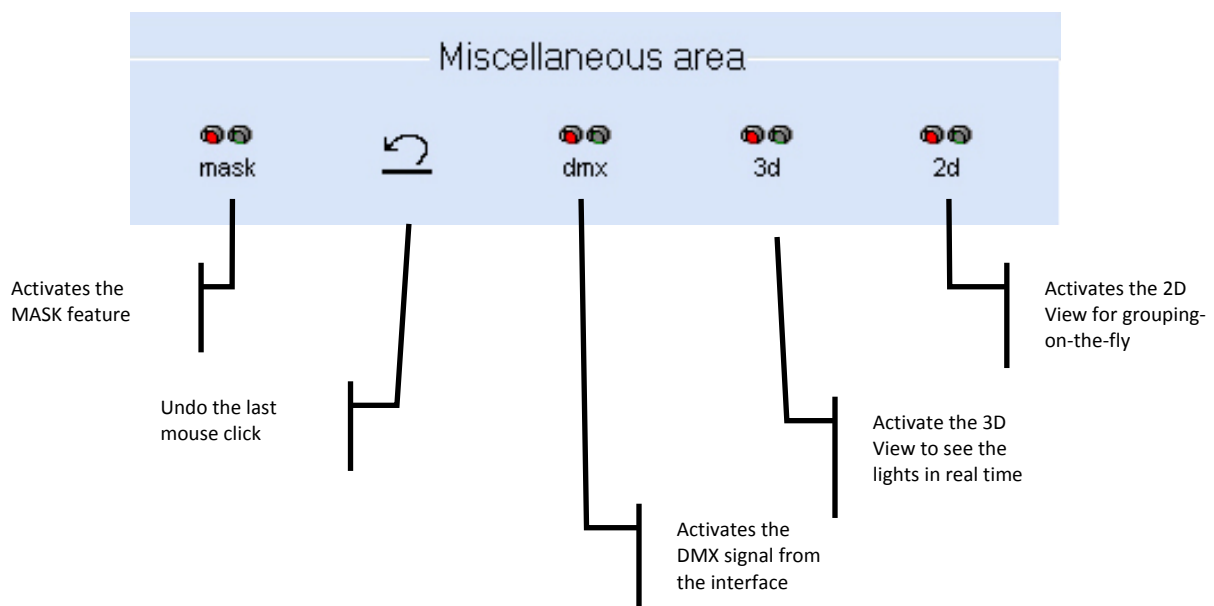 Miscellaneous area
mask
dmx
3d
2d
Activates the
MASK feature
Undo the last
mouse click
Activates the
DMX signal from
the interface
Activate the 3D
View to see the
lights in real time
Activates the 2D
View for grouping-
on-the-fly